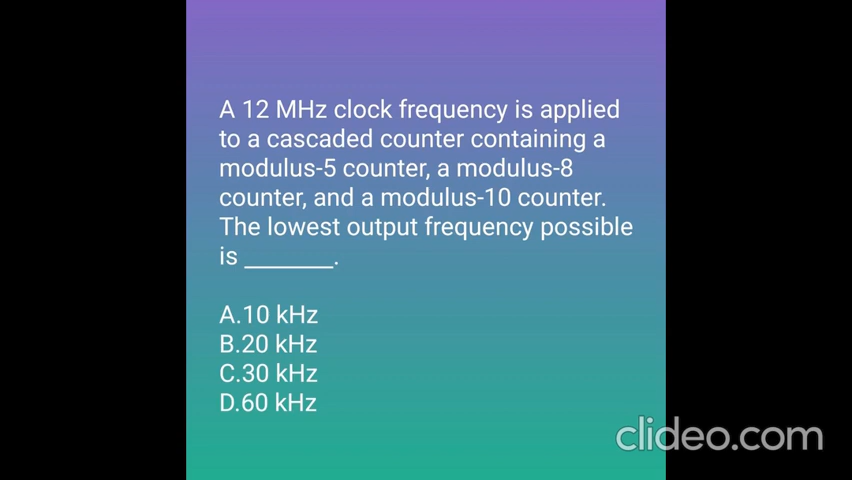 A 12 MHz clock frequency is applied
to a cascaded counter containing a
modulus-5 counter, a modulus-8
counter, and a modulus-10 counter.
The lowest output frequency possible
is _______.
A.10 kHz
B.20 kHz
C.30 kHz
D.60 kHz
clideo.com